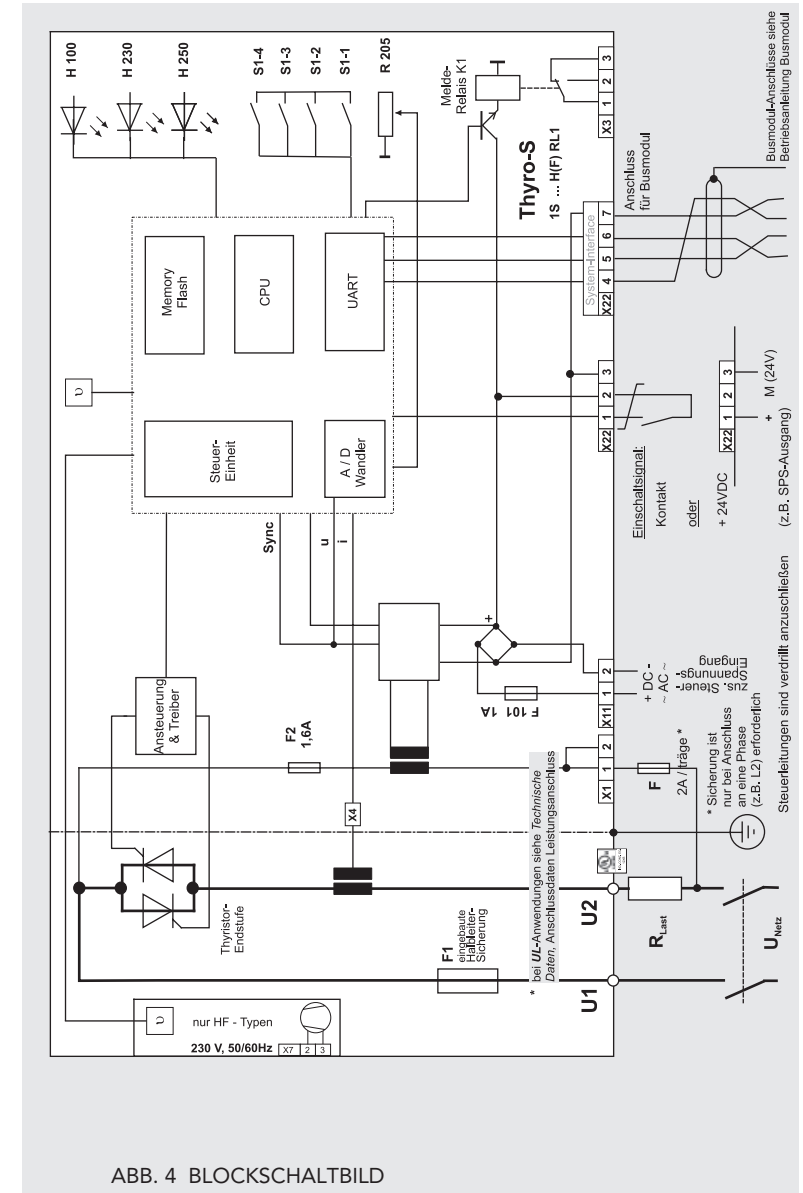 H 100
H 230
H 250
S1-4
S1-3
S1-2
S1-1
R 205
Melde-
Relais K1
3
2
1
X3
Thyro-S
1S ... H(F) RL1
Memory
Flash
CPU
UART
Steuer-
Einheit
A / D
Wandler
υ
Sync
u
i
Anschluss
für Busmodul
System-Interface
7
6
5
4
X22
Busmodul-Anschlüsse siehe
Betriebsanleitung Busmodul
3
2
1
X22
Einschaltsignal:
Kontakt
oder
+ 24VDC
(z.B. SPS-Ausgang)
X22
1
2
3
+
M (24V)
Ansteuerung
& Treiber
F2
1,6A
X4
+
F 101
1A
2
1
X11
+ DC -
~ AC ~
zus. Steuer-
Spannungs-
Eingang
2
1
X1
F
2A / träge *
* Sicherung ist
nur bei Anschluss
an eine Phase
(z.B. L2) erforderlich
Steuerleitungen sind verdrillt anzuschließen
Thyristor-
Endstufe
F1
eingebaute
Halbleiter-
Sicherung
* bei UL-Anwendungen siehe Technische
Daten, Anschlussdaten Leistungsanschluss
U2
U1
R Last
U Netz
υ
nur HF - Typen
230 V, 50/60Hz
X7
2
3
ABB. 4 BLOCKSCHALTBILD